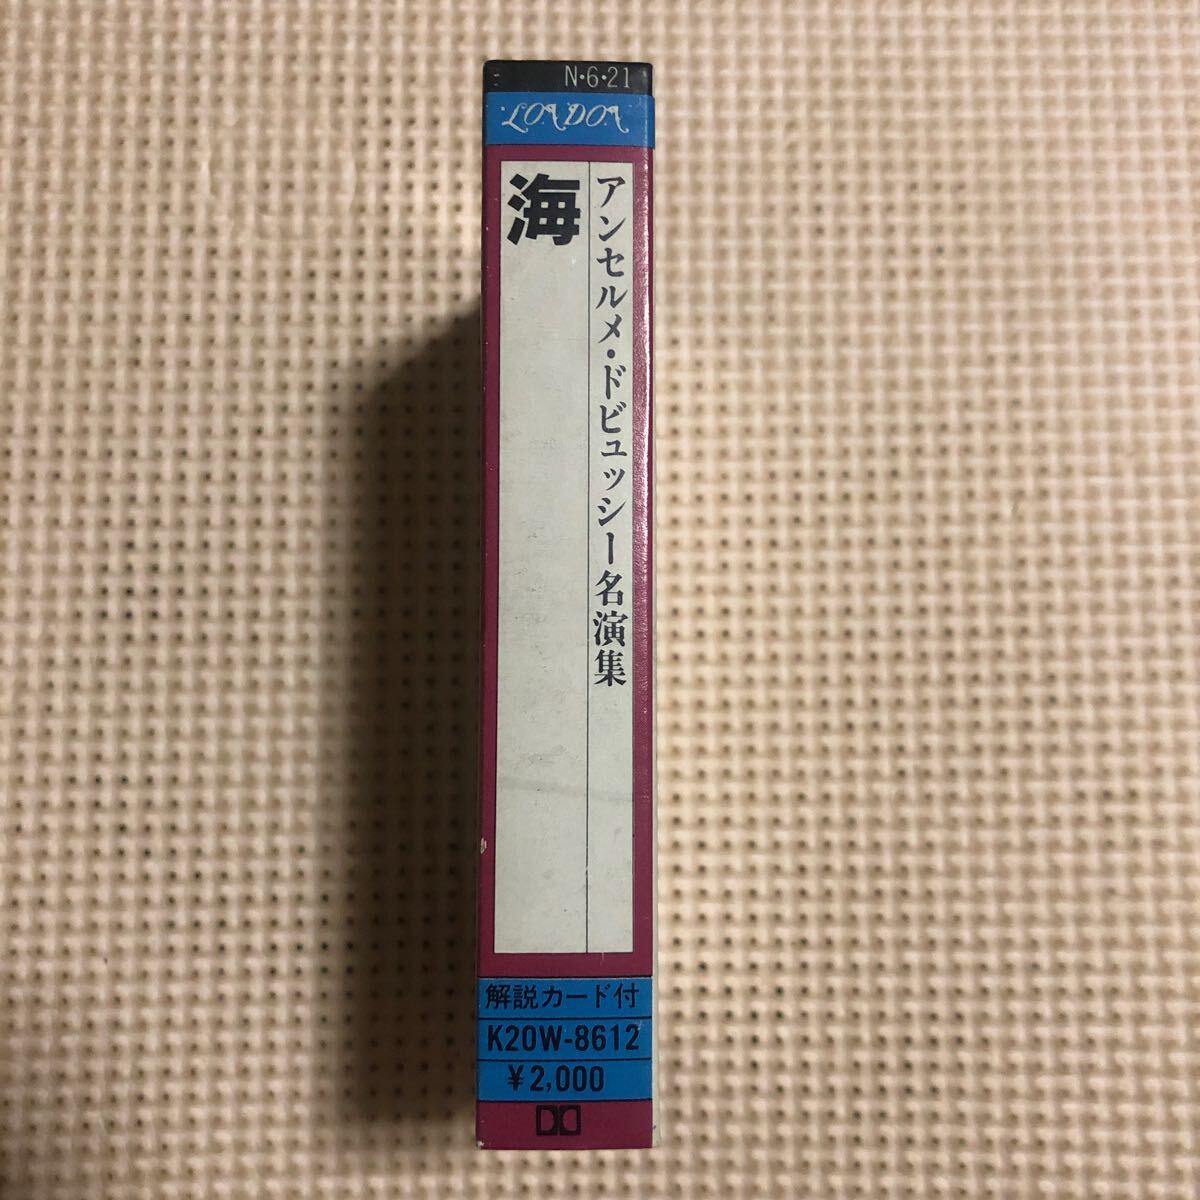 N・6・21
LONDON
海
アンセルメ・ドビュッシー名演集
解説カード付
K20W-8612
¥2,000